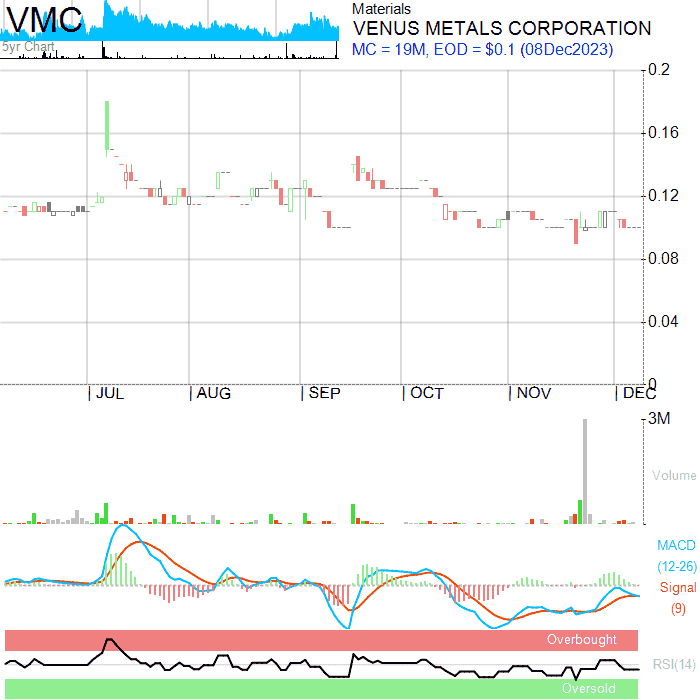 VMC
5yr Chart
Materials
VENUS METALS CORPORATION
MC = 19M, EOD = $0.1 (08Dec2023)
0.2
0.16
0.12
0.08
0.04
0
JUL AUG SEP OCT NOV DEC
3M
Volume
MACD
(12-26)
Signal
(9)
Overbought
RSI(14)
Oversold